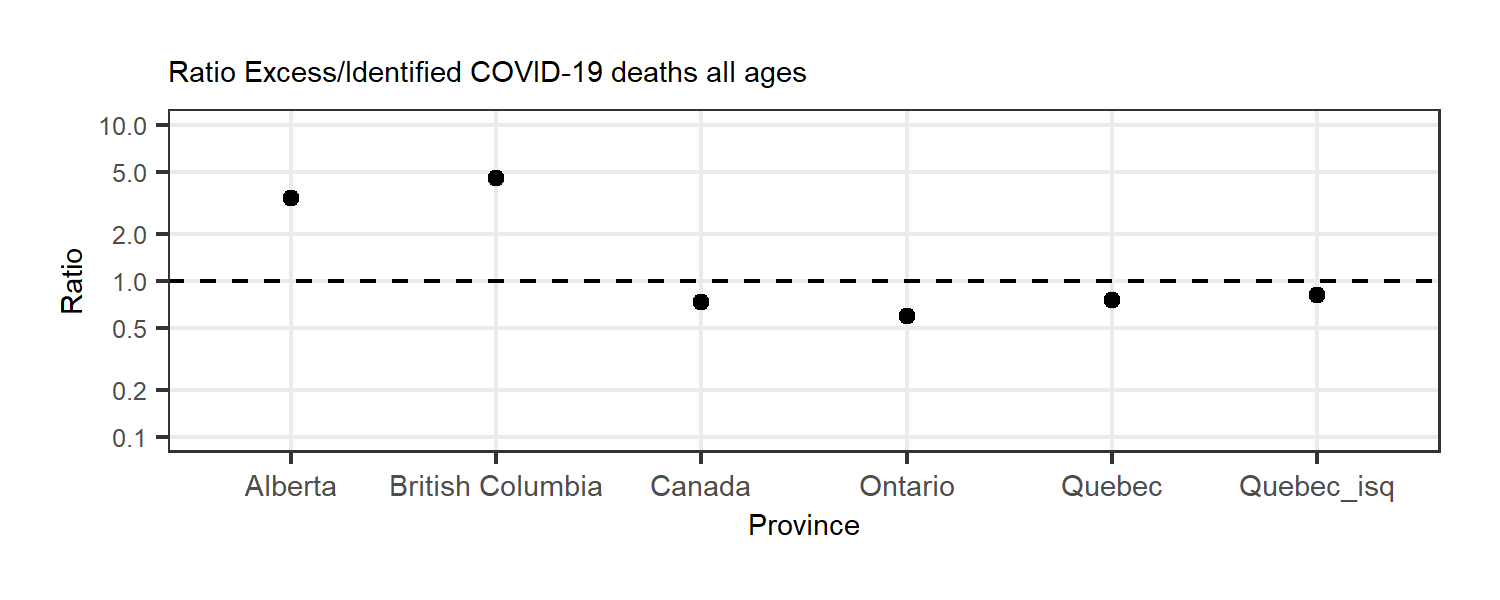 Ratio Excess/Identified COVID-19 deaths all ages
10.0
5.0
2.0
1.0
0.5
0.2
0.1
Ratio
Alberta British Columbia Canada Ontario Quebec Quebec_isq
Province